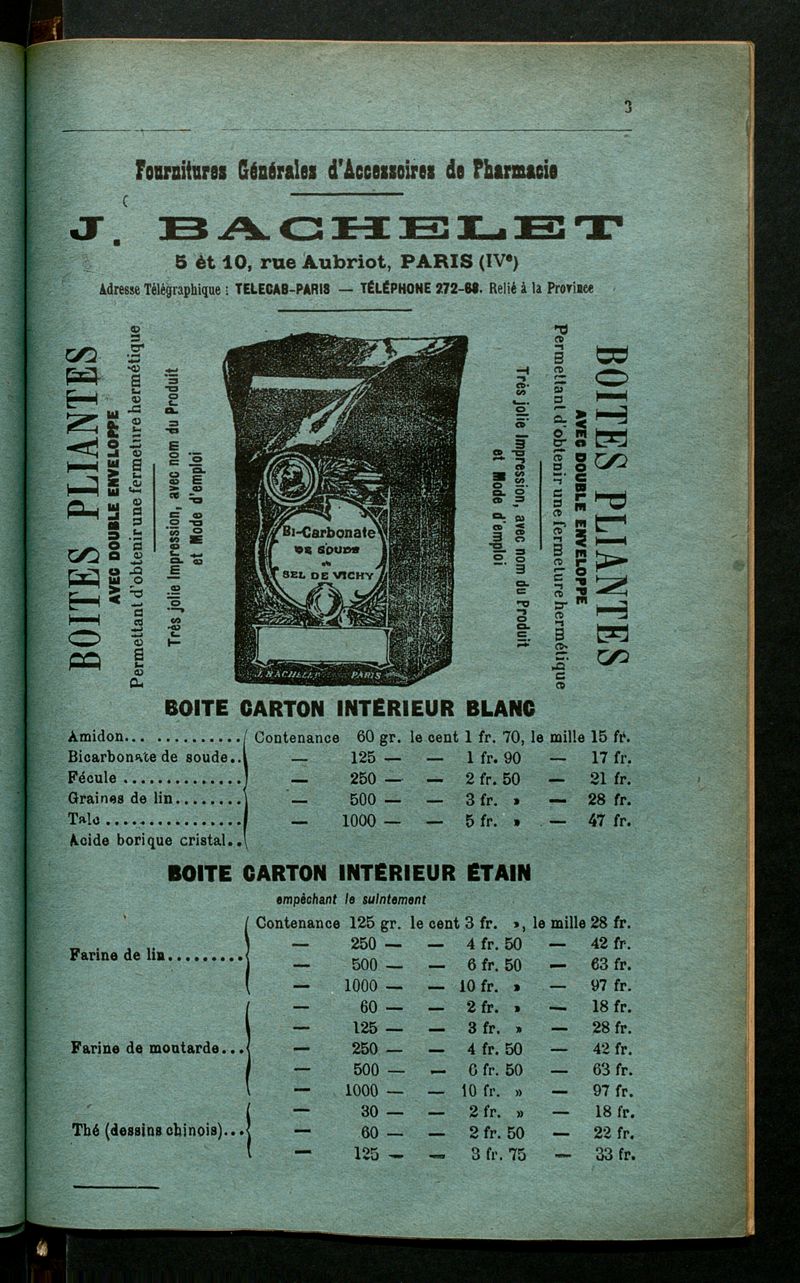 3
Fournitures Générales d'Accessoires de Pharmacie
J. BACHELET
5 et 10, rue Aubriot, PARIS (IVe)
Adresse Télégraphique : TELECAB-PARIS — TÉLÉPHONE 272-68. Relié à la Province
BOITES PLIANTES
AVEC DOUBLE ENVELOPPE
Permettant d'obtenir une fermeture hermétique
Très jolie Impression, avec nom du Produit
et Mode d'emploi
Bi-Carbonate
DE SOUDE
ou
SEL DE VICHY
J. BACHELET PARIS
Très jolie Impression, avec nom du Produit
et Mode d'emploi
Permettant d'obtenir une fermeture hermétique
AVEC DOUBLE ENVELOPPE
BOITES PLIANTES
BOITE CARTON INTÉRIEUR BLANC
Amidon... ........... Contenance 60 gr. le cent 1 fr. 70, le mille 15 fr.
Bicarbonate de soude.. — 125 — — 1 fr. 90 — 17 fr.
Fécule .............. — 250 — — 2 fr. 50 — 21 fr.
Graines de lin........ — 500 — — 3 fr. » — 28 fr.
Talc ................ — 1000 — — 5 fr. » — 47 fr.
Acide borique cristal..
BOITE CARTON INTÉRIEUR ÉTAIN
empêchant le suintement
Contenance 125 gr. le cent 3 fr. », le mille 28 fr.
— 250 — — 4 fr. 50 — 42 fr.
Farine de lin.........
— 500 — — 6 fr. 50 — 63 fr.
— 1000 — — 10 fr. » — 97 fr.
— 60 — — 2 fr. » — 18 fr.
— 125 — — 3 fr. » — 28 fr.
Farine de moutarde... — 250 — — 4 fr. 50 — 42 fr.
— 500 — — 6 fr. 50 — 63 fr.
— 1000 — — 10 fr. » — 97 fr.
— 30 — — 2 fr. » — 18 fr.
Thé (dessins chinois)... — 60 — — 2 fr. 50 — 22 fr.
— 125 — — 3 fr. 75 — 33 fr.